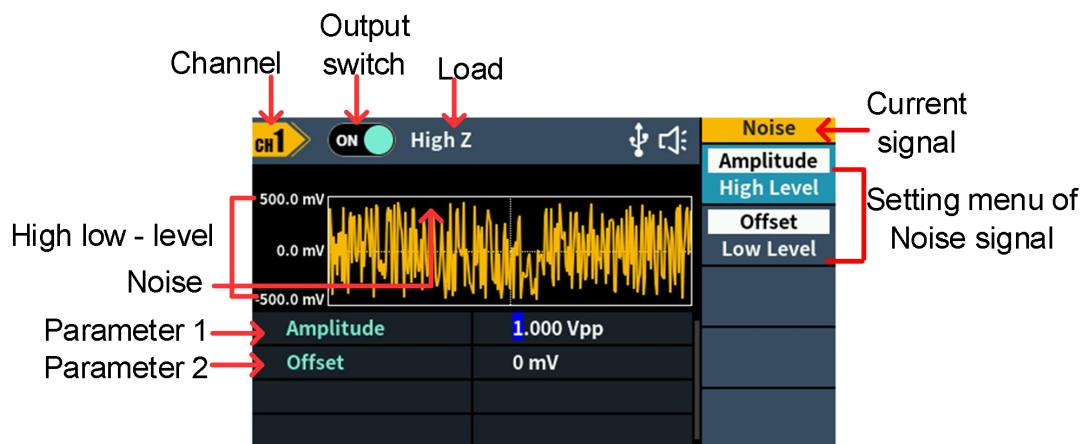 Output
Channel
switch
Load
Current
signal
CH1
ON
High Z
Noise
Amplitude
High Level
Offset
Low Level
Setting menu of
Noise signal
500.0 mV
High low - level
0.0 mV
Noise
-500.0 mV
Parameter 1
Amplitude
1.000 Vpp
Parameter 2
Offset
0 mV